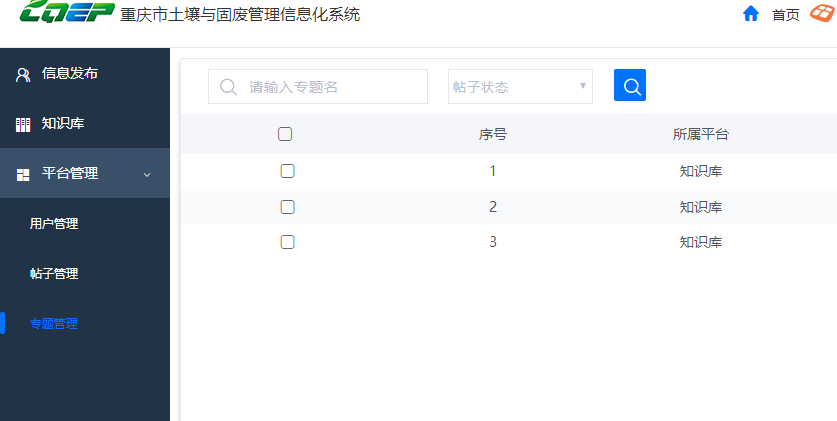 CQEP 重庆市土壤与固废管理信息化系统 首页
信息发布
知识库
平台管理
用户管理
帖子管理
专题管理
请输入专题名 帖子状态
序号 所属平台
1 知识库
2 知识库
3 知识库